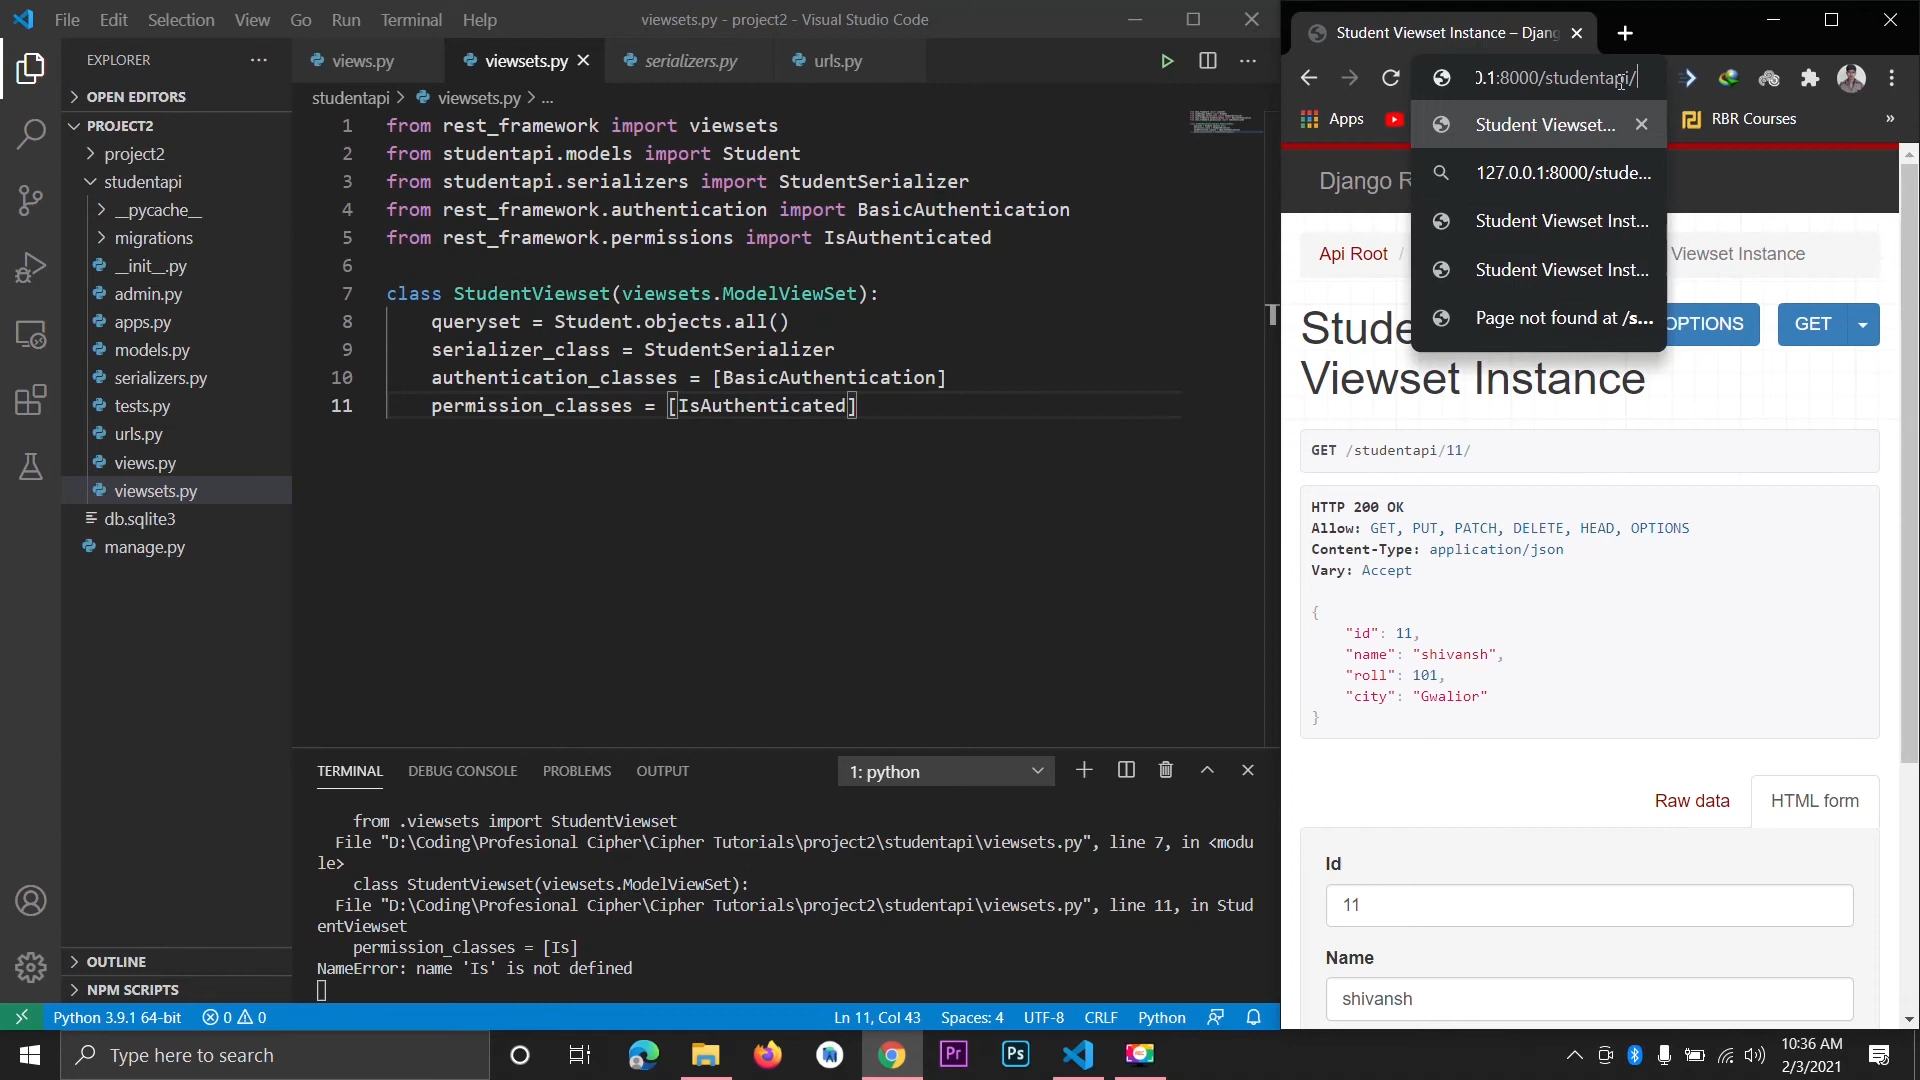 File Edit Selection View Go Run Terminal Help
viewsets.py - project2 - Visual Studio Code
EXPLORER
OPEN EDITORS
PROJECT2
project2
studentapi
__pycache__
migrations
__init__.py
admin.py
apps.py
models.py
serializers.py
tests.py
urls.py
views.py
viewsets.py
db.sqlite3
manage.py
OUTLINE
NPM SCRIPTS
views.py
viewsets.py
serializers.py
urls.py
studentapi > viewsets.py > ...
1 from rest_framework import viewsets
2 from studentapi.models import Student
3 from studentapi.serializers import StudentSerializer
4 from rest_framework.authentication import BasicAuthentication
5 from rest_framework.permissions import IsAuthenticated
6
7 class StudentViewset(viewsets.ModelViewSet):
8 queryset = Student.objects.all()
9 serializer_class = StudentSerializer
10 authentication_classes = [BasicAuthentication]
11 permission_classes = [IsAuthenticated]
TERMINAL DEBUG CONSOLE PROBLEMS OUTPUT
1: python
from .viewsets import StudentViewset
File "D:\Coding\Profesional Cipher\Cipher Tutorials\project2\studentapi\viewsets.py", line 7, in <modu
le>
class StudentViewset(viewsets.ModelViewSet):
File "D:\Coding\Profesional Cipher\Cipher Tutorials\project2\studentapi\viewsets.py", line 11, in Stud
entViewset
permission_classes = [Is]
NameError: name 'Is' is not defined
Python 3.9.1 64-bit 0 0
Ln 11, Col 43 Spaces: 4 UTF-8 CRLF Python
Student Viewset Instance – Djang
0.1:8000/studentapi/
Apps
RBR Courses
»
Student Viewset...
127.0.0.1:8000/stude...
Student Viewset Inst...
Student Viewset Inst...
Page not found at /s...
Django R
Api Root /
Viewset Instance
Stude
Viewset Instance
OPTIONS
GET
GET /studentapi/11/
HTTP 200 OK
Allow: GET, PUT, PATCH, DELETE, HEAD, OPTIONS
Content-Type: application/json
Vary: Accept
{
"id": 11,
"name": "shivansh",
"roll": 101,
"city": "Gwalior"
}
Raw data
HTML form
Id
11
Name
shivansh
Type here to search
Pr
Ps
10:36 AM
2/3/2021